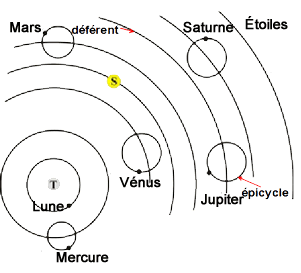 Mars
déférent
Saturne
Étoiles
S
Vénus
T
Lune
Jupiter
épicycle
Mercure